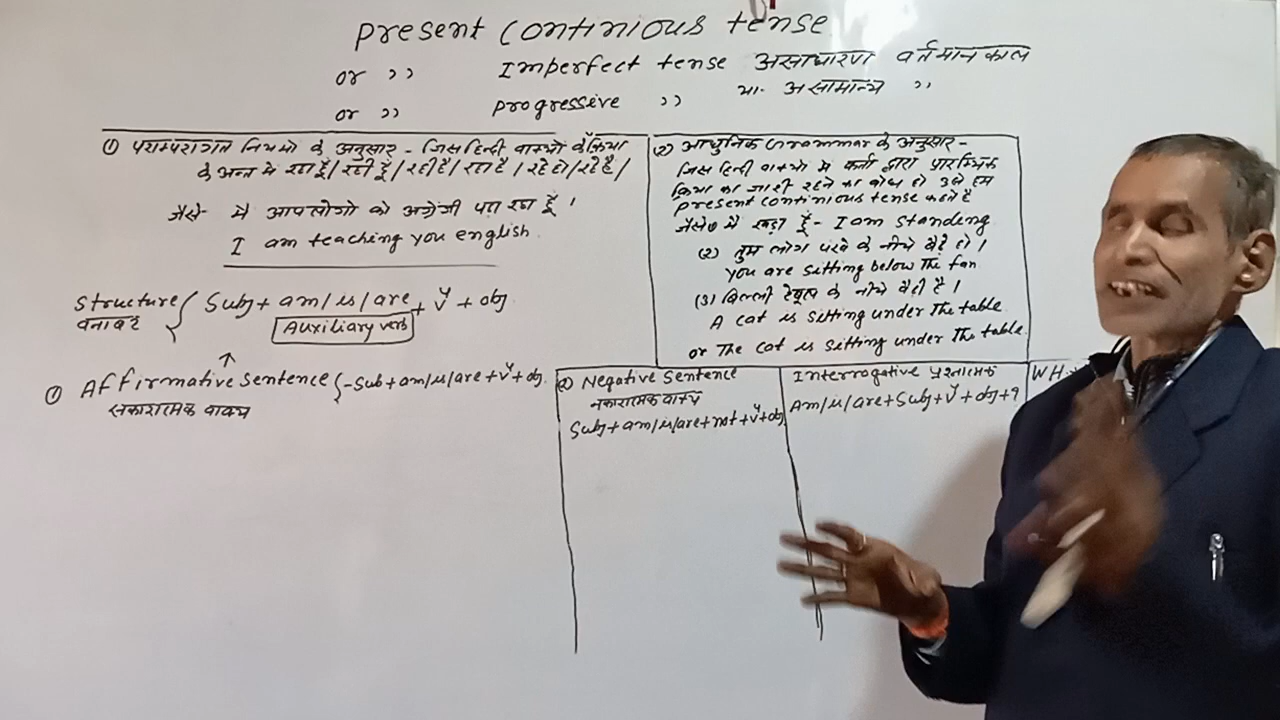 Present Continious tense
or ,, Imperfect tense असाधारण वर्तमान काल
or ,, Progressive ,, या. असामान्य ,,
① परम्परागत नियमो के अनुसार - जिस हिन्दी वाक्यो के क्रिया
के अन्त मे रहा हूँ/रही हूँ/रही है/रहा है/रहे हो/रहे है/
जैसे- मै आपलोगो को अंग्रेजी पढ़ा रहा हूँ।
I am teaching you english.
Structure { Subj + am/is/are + V⁴ + obj
बनावट
Auxiliary verb
① Affirmative Sentence {-Sub+am/is/are+V⁴+obj.
सकारात्मक वाक्य
(2) आधुनिक Grammar के अनुसार -
जिस हिन्दी वाक्यो मे कर्ता द्वारा प्रारम्भिक
क्रिया का जारी रहने का बोध हो उसे हम
present continious tense कहते है
जैसे① मै खड़ा हूँ - I am standing
(2) तुम लोग पंखे के नीचे बैठे हो।
you are sitting below The fan
(3) बिल्ली टेबूल के नीचे बैठी है।
A cat is sitting under The table
or The cat is sitting under The table.
(2) Negative Sentence
नकारात्मक वाक्य
Subj+am/is/are+not+V⁴+obj
Interrogative प्रश्नात्मक
Am/is/are+Subj+V⁴+obj+?
WH